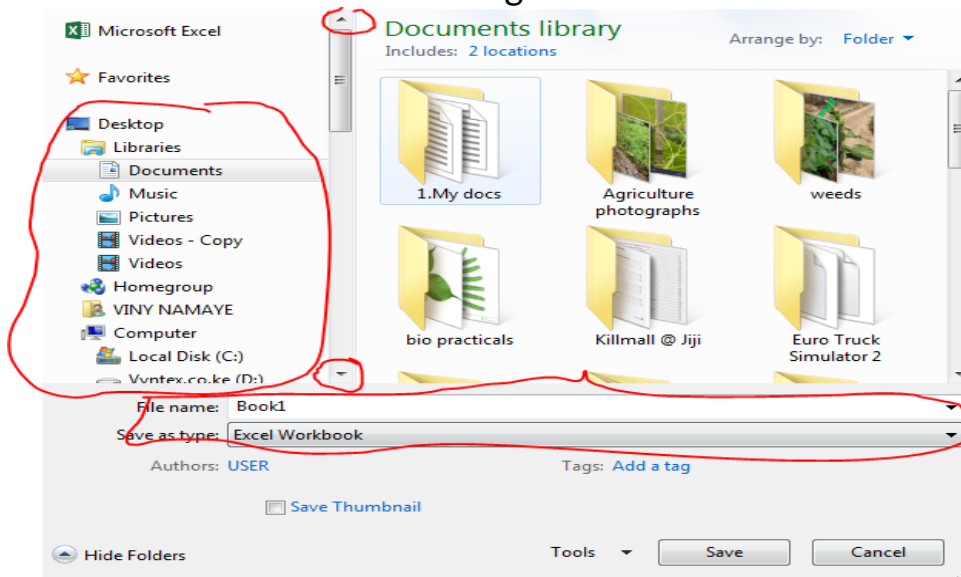 Microsoft Excel
Favorites
Desktop
Libraries
Documents
Music
Pictures
Videos - Copy
Videos
Homegroup
VINY NAMAYE
Computer
Local Disk (C:)
Vyntex.co.ke (D:)
Documents library
Includes: 2 locations
Arrange by: Folder
1.My docs
Agriculture photographs
weeds
bio practicals
Killmall @ Jiji
Euro Truck Simulator 2
File name: Book1
Save as type: Excel Workbook
Authors: USER
Tags: Add a tag
Save Thumbnail
Hide Folders
Tools
Save
Cancel